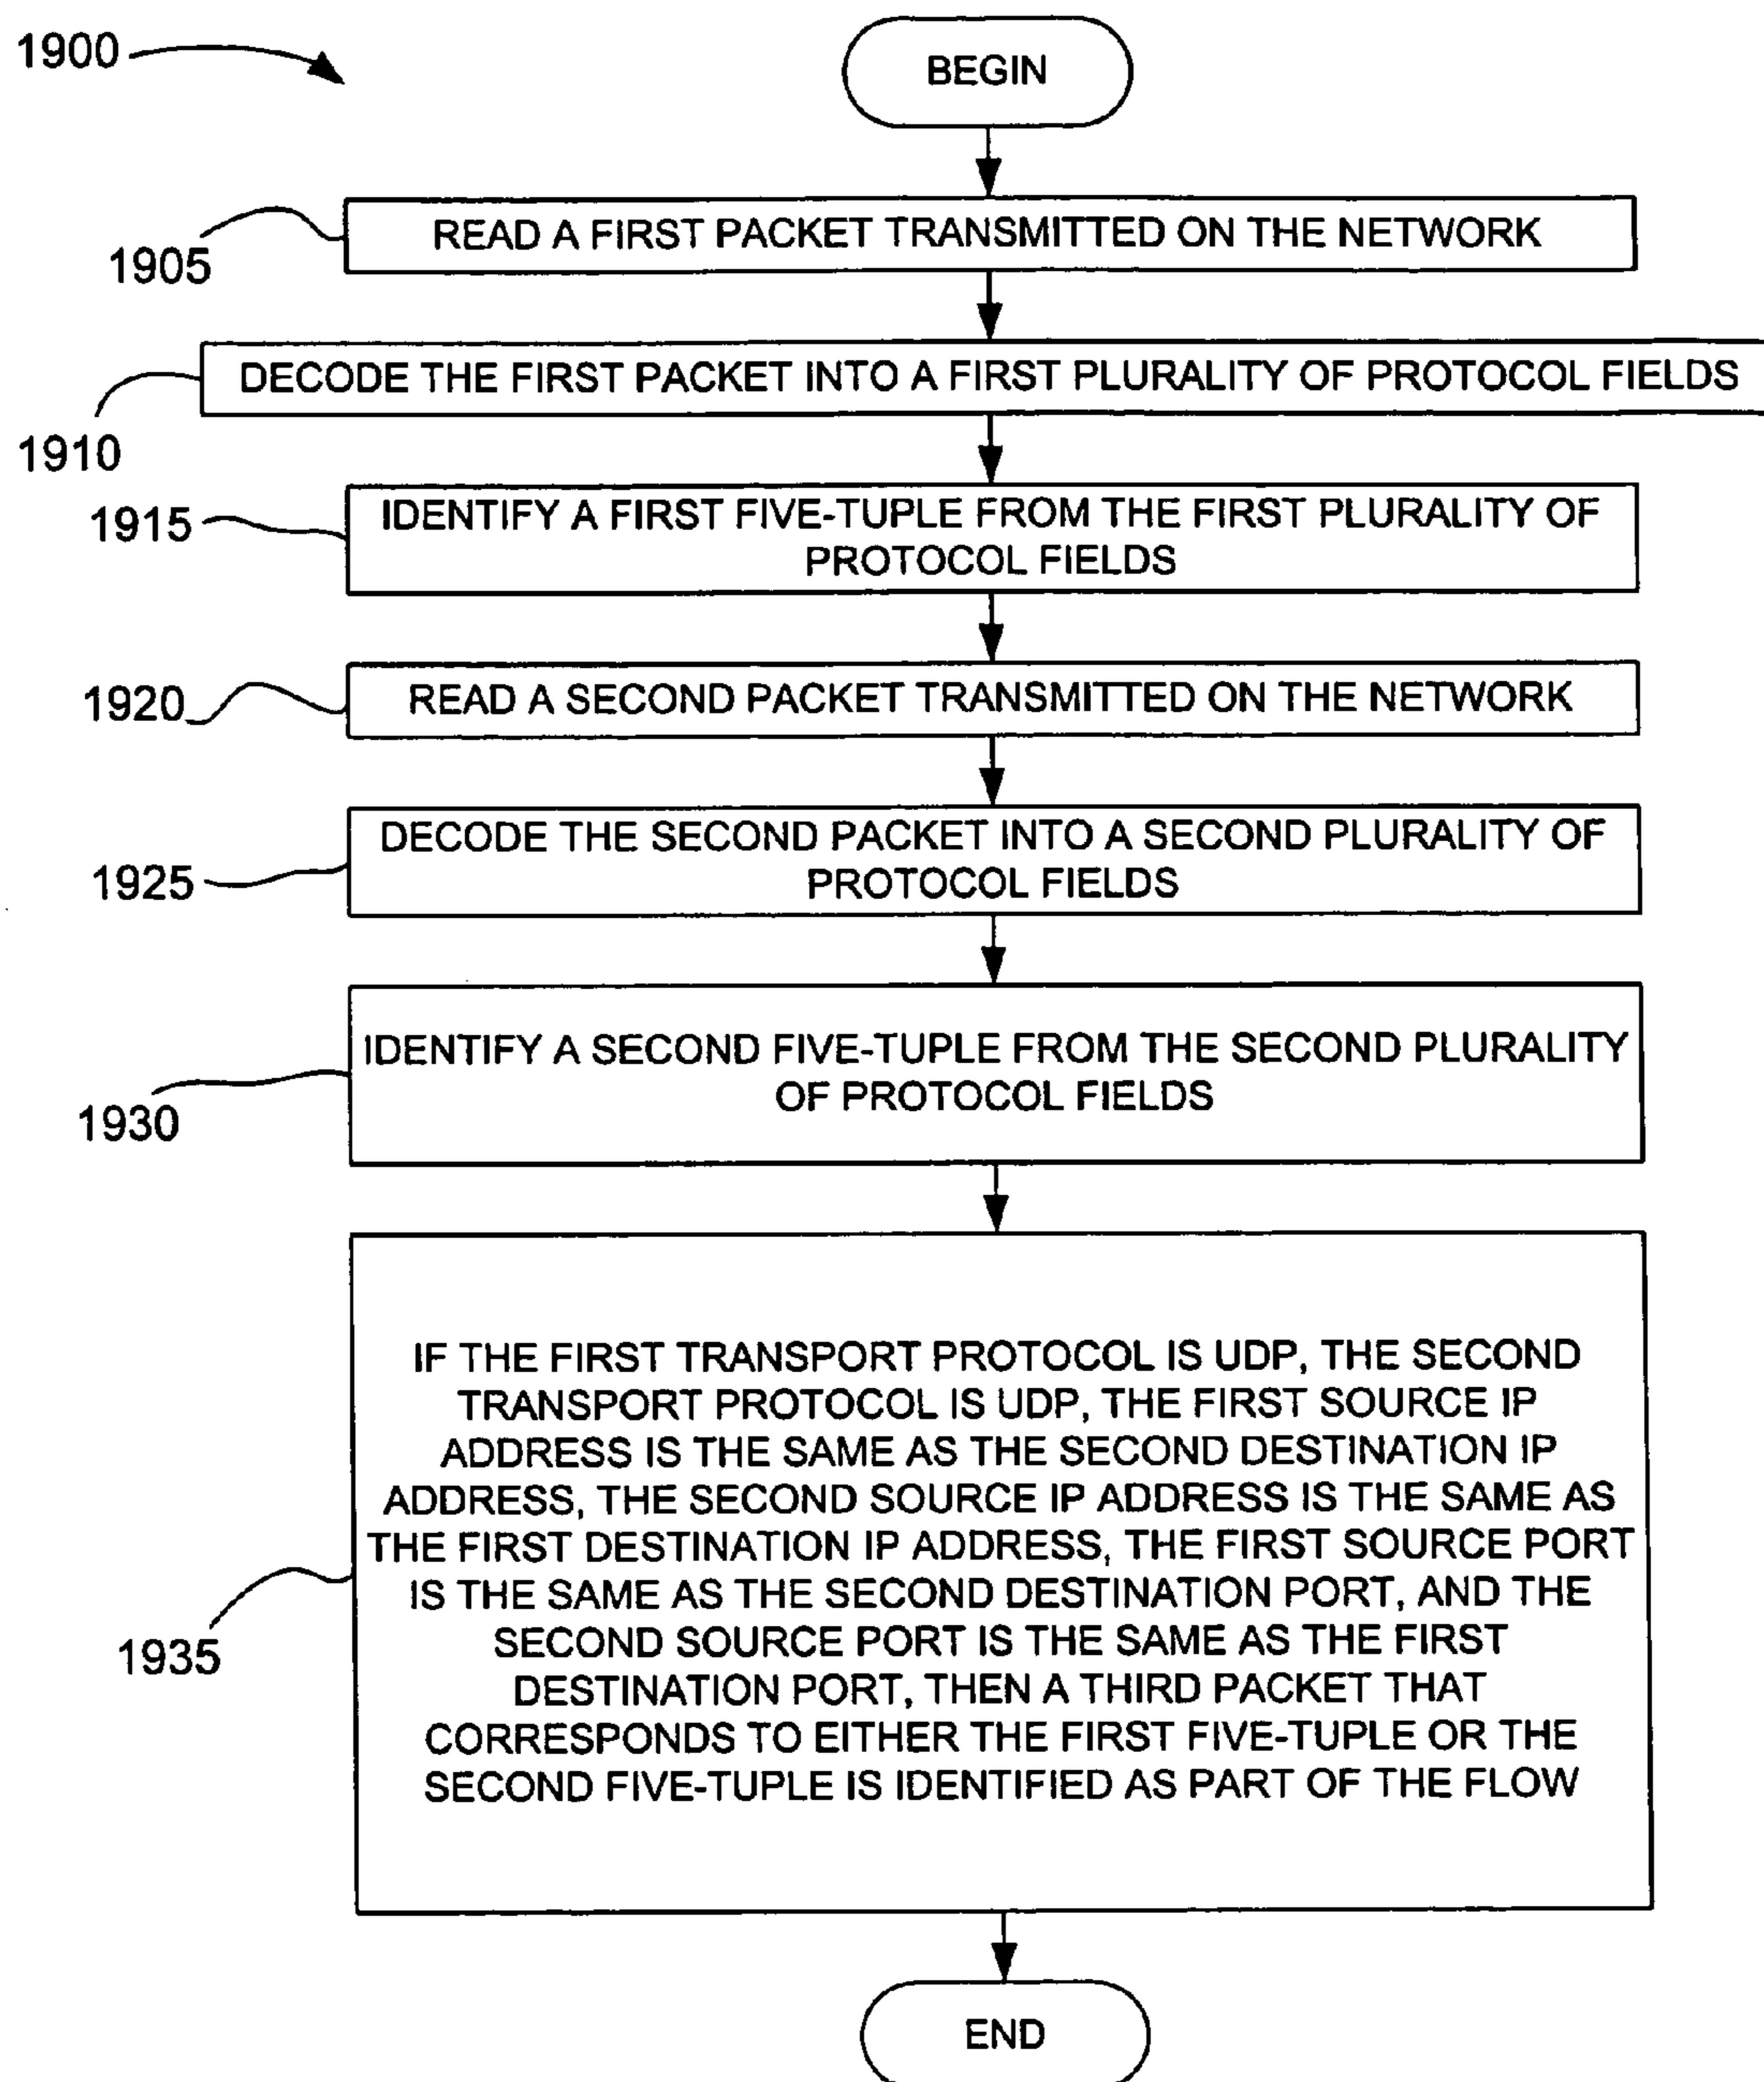 1900
BEGIN
1905
READ A FIRST PACKET TRANSMITTED ON THE NETWORK
1910
DECODE THE FIRST PACKET INTO A FIRST PLURALITY OF PROTOCOL FIELDS
1915
IDENTIFY A FIRST FIVE-TUPLE FROM THE FIRST PLURALITY OF
PROTOCOL FIELDS
1920
READ A SECOND PACKET TRANSMITTED ON THE NETWORK
1925
DECODE THE SECOND PACKET INTO A SECOND PLURALITY OF
PROTOCOL FIELDS
1930
IDENTIFY A SECOND FIVE-TUPLE FROM THE SECOND PLURALITY
OF PROTOCOL FIELDS
1935
IF THE FIRST TRANSPORT PROTOCOL IS UDP, THE SECOND
TRANSPORT PROTOCOL IS UDP, THE FIRST SOURCE IP
ADDRESS IS THE SAME AS THE SECOND DESTINATION IP
ADDRESS, THE SECOND SOURCE IP ADDRESS IS THE SAME AS
THE FIRST DESTINATION IP ADDRESS, THE FIRST SOURCE PORT
IS THE SAME AS THE SECOND DESTINATION PORT, AND THE
SECOND SOURCE PORT IS THE SAME AS THE FIRST
DESTINATION PORT, THEN A THIRD PACKET THAT
CORRESPONDS TO EITHER THE FIRST FIVE-TUPLE OR THE
SECOND FIVE-TUPLE IS IDENTIFIED AS PART OF THE FLOW
END